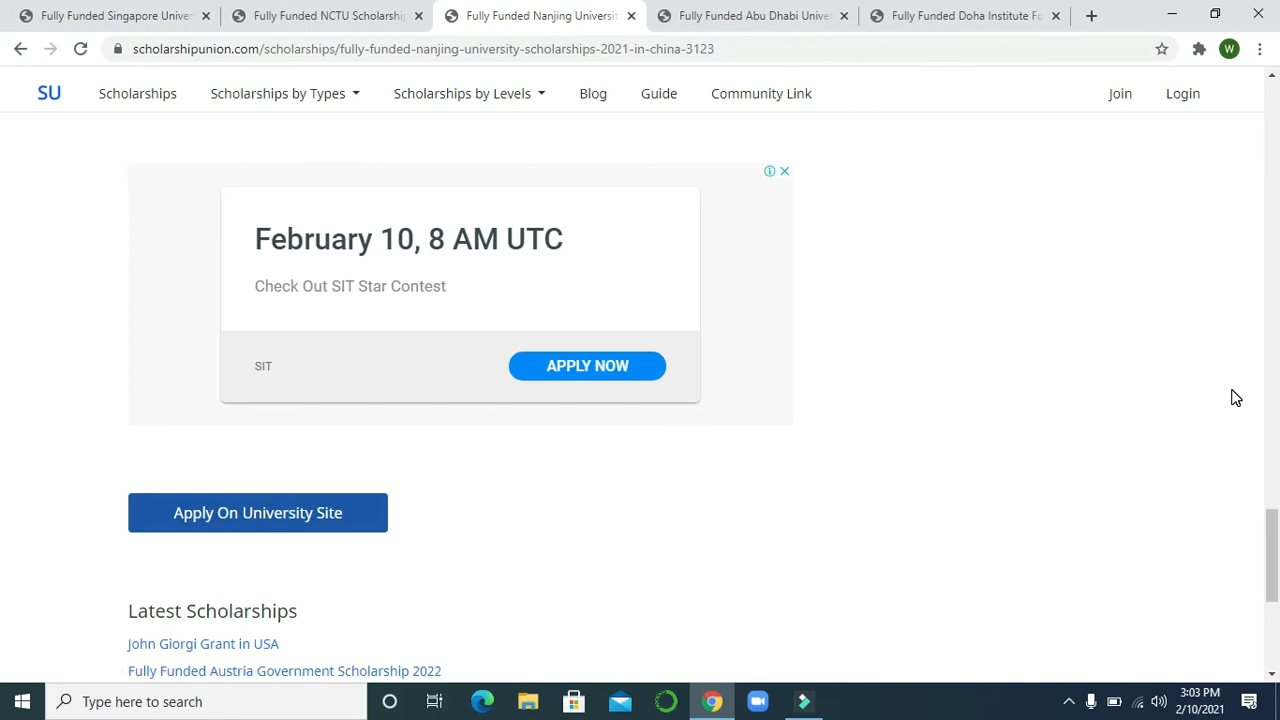 Fully Funded Singapore Univer
Fully Funded NCTU Scholarship
Fully Funded Nanjing Universit
Fully Funded Abu Dhabi Univer
Fully Funded Doha Institute Fo
scholarshipunion.com/scholarships/fully-funded-nanjing-university-scholarships-2021-in-china-3123
W
SU
Scholarships
Scholarships by Types
Scholarships by Levels
Blog
Guide
Community Link
Join
Login
February 10, 8 AM UTC
Check Out SIT Star Contest
SIT
APPLY NOW
Apply On University Site
Latest Scholarships
John Giorgi Grant in USA
Fully Funded Austria Government Scholarship 2022
Type here to search
3:03 PM
2/10/2021